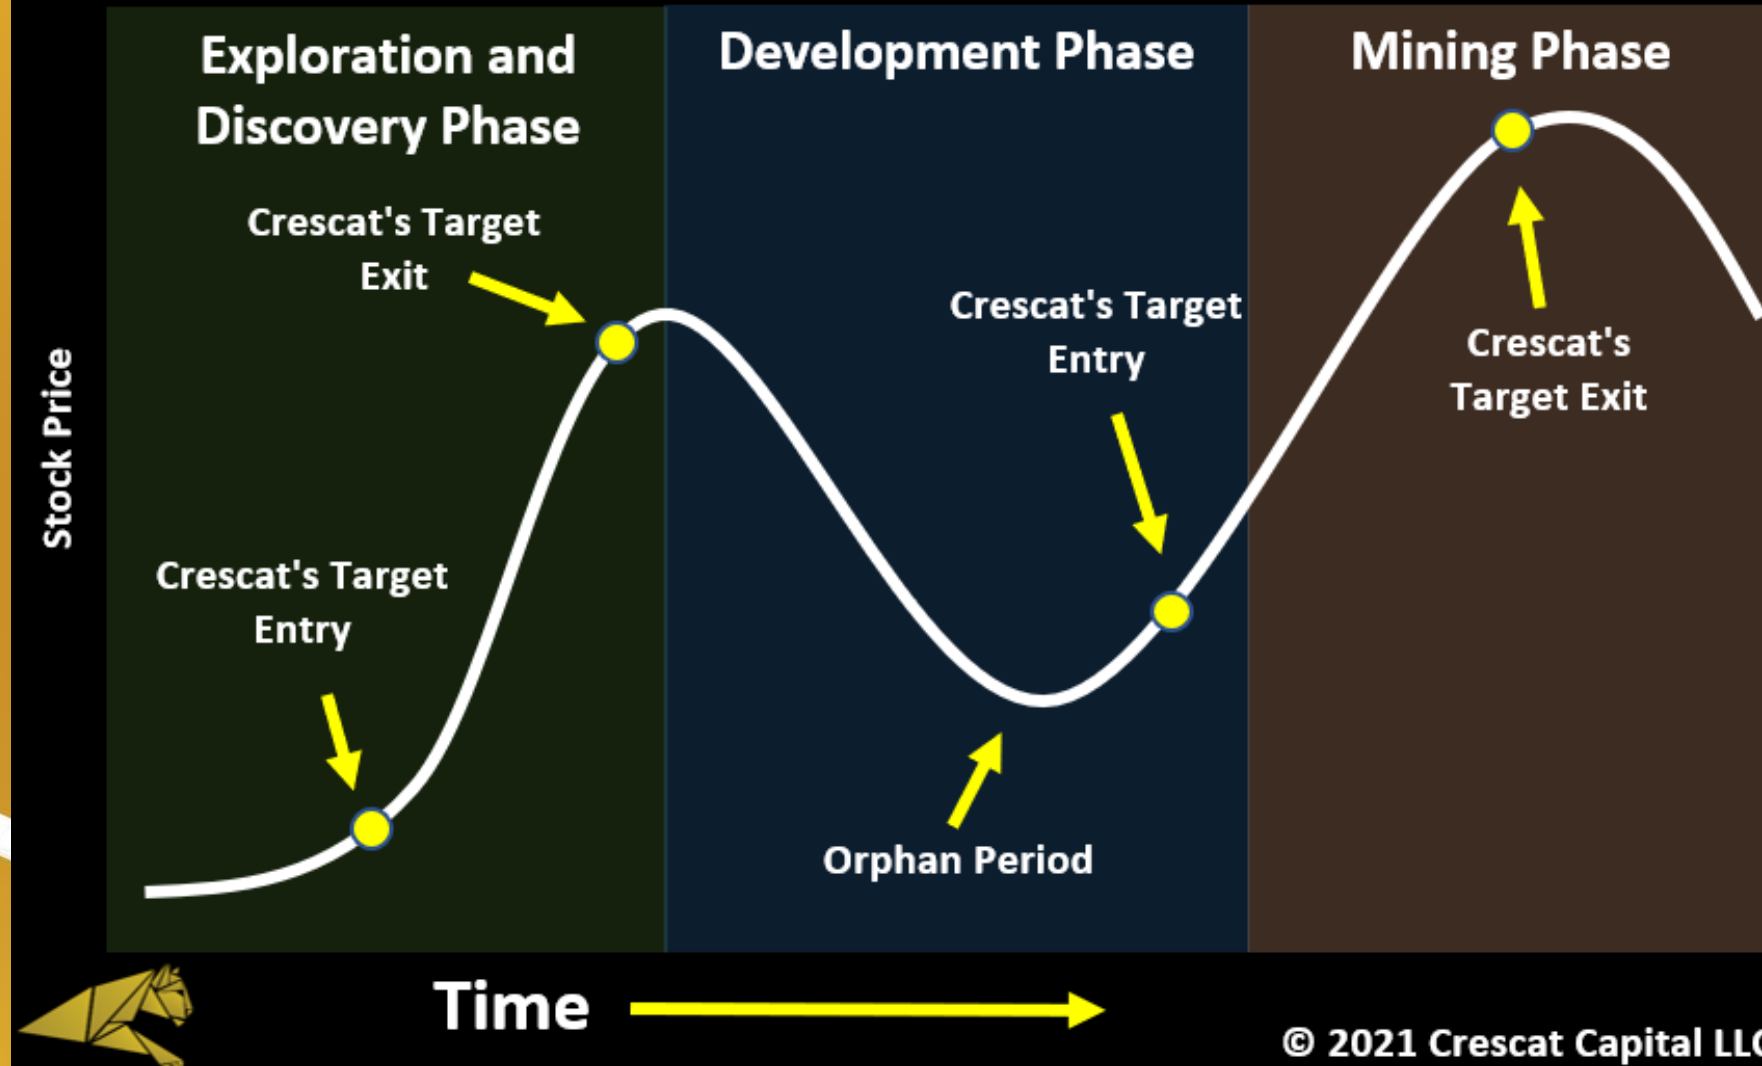 Exploration and
Discovery Phase
Development Phase
Mining Phase
Crescat's Target
Exit
Crescat's Target
Entry
Crescat's
Target Exit
Stock Price
Crescat's Target
Entry
Orphan Period
Time
© 2021 Crescat Capital LLC